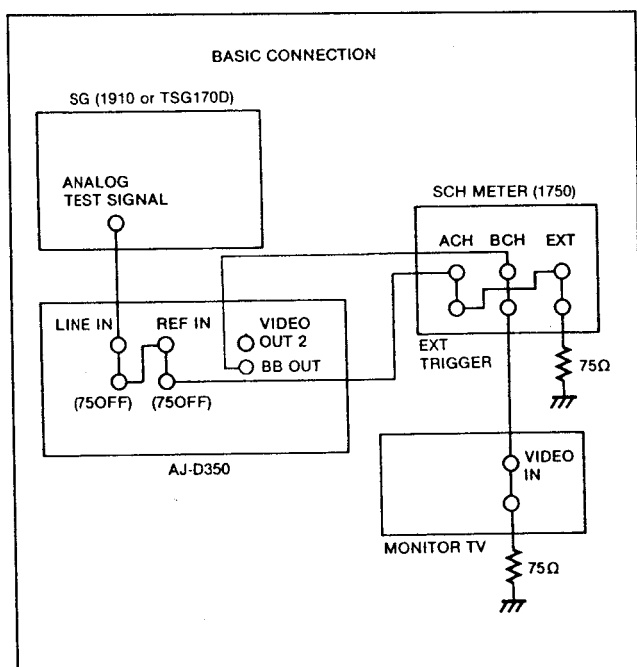 BASIC CONNECTION
SG (1910 or TSG170D)
ANALOG
TEST SIGNAL
SCH METER (1750)
ACH BCH EXT
EXT
TRIGGER
75Ω
LINE IN REF IN VIDEO
OUT 2
BB OUT
(75OFF) (75OFF)
AJ-D350
VIDEO
IN
MONITOR TV
75Ω